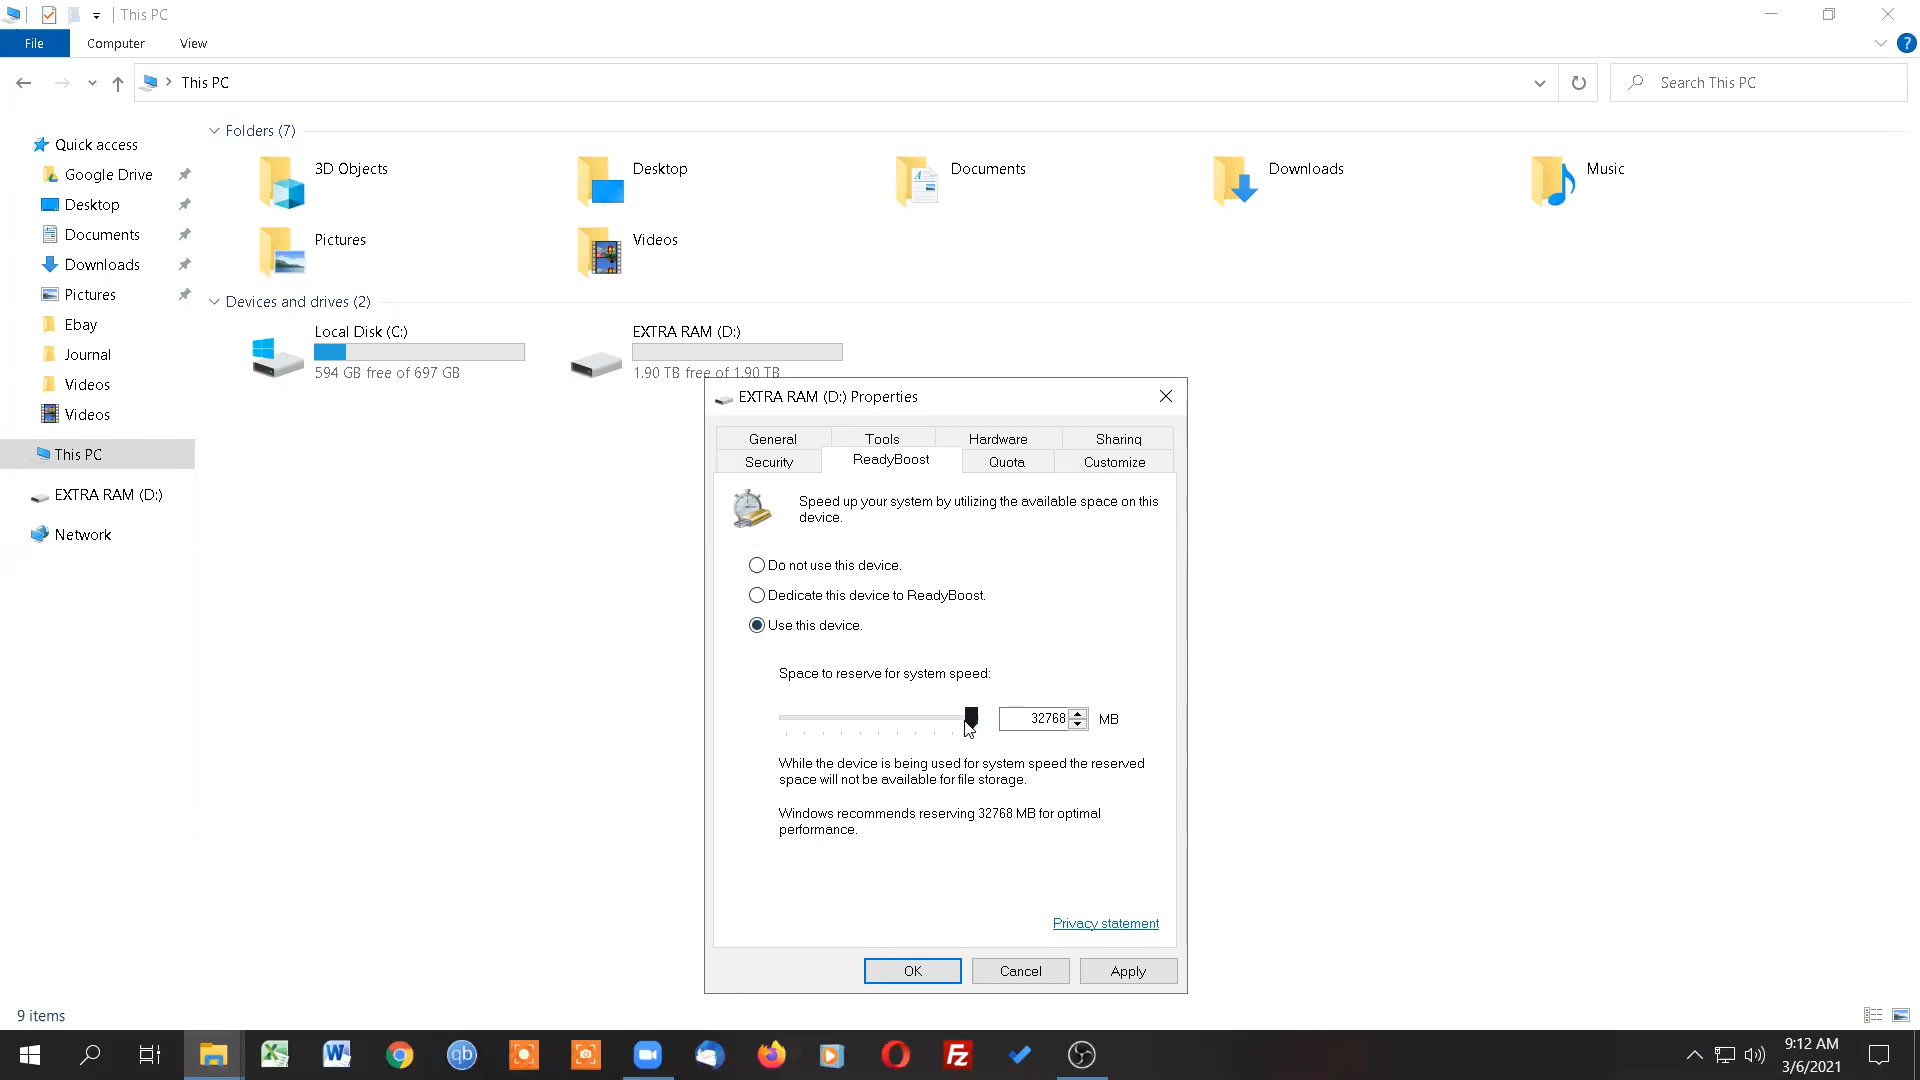 This PC
File
Computer
View
This PC
Search This PC
Quick access
Google Drive
Desktop
Documents
Downloads
Pictures
Ebay
Journal
Videos
Videos
This PC
EXTRA RAM (D:)
Network
Folders (7)
3D Objects
Desktop
Documents
Downloads
Music
Pictures
Videos
Devices and drives (2)
Local Disk (C:)
594 GB free of 697 GB
EXTRA RAM (D:)
1.90 TB free of 1.90 TB
EXTRA RAM (D:) Properties
General
Tools
Hardware
Sharing
Security
ReadyBoost
Quota
Customize
Speed up your system by utilizing the available space on this
device.
Do not use this device.
Dedicate this device to ReadyBoost.
Use this device.
Space to reserve for system speed:
32768
MB
While the device is being used for system speed the reserved
space will not be available for file storage.
Windows recommends reserving 32768 MB for optimal
performance.
Privacy statement
OK
Cancel
Apply
9 items
qb
9:12 AM
3/6/2021